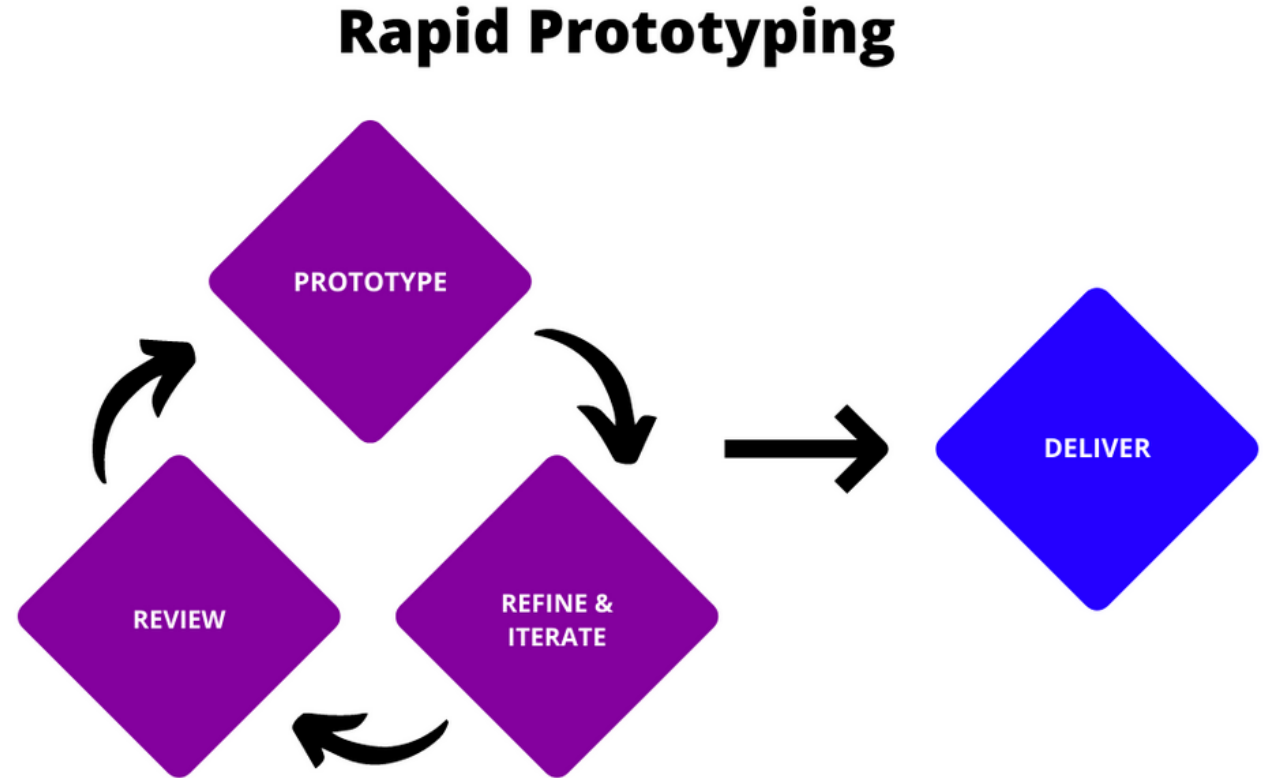 Rapid Prototyping
PROTOTYPE
DELIVER
REVIEW
REFINE &
ITERATE